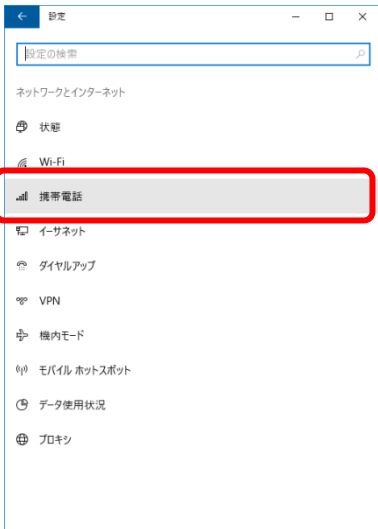 設定
設定の検索
ネットワークとインターネット
状態
Wi-Fi
携帯電話
イーサネット
ダイヤルアップ
VPN
機内モード
モバイル ホットスポット
データ使用状況
プロキシ